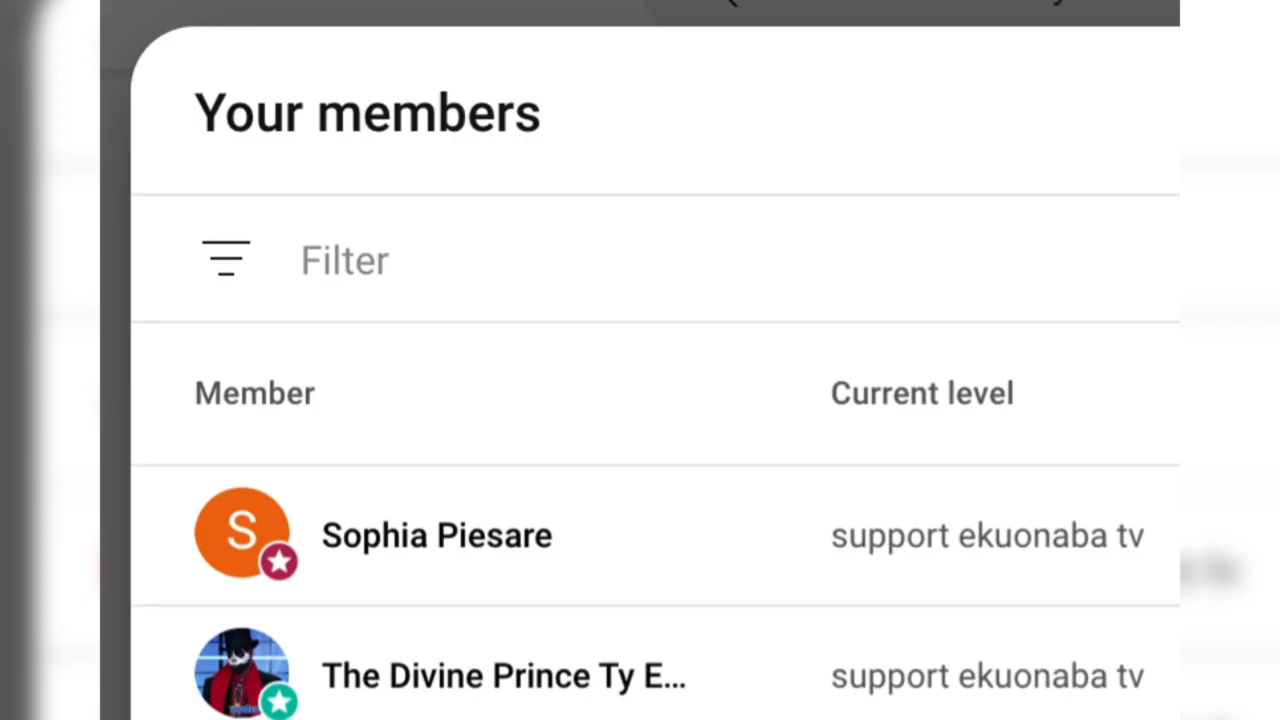 Your members
Filter
Member Current level
S Sophia Piesare support ekuonaba tv
The Divine Prince Ty E... support ekuonaba tv